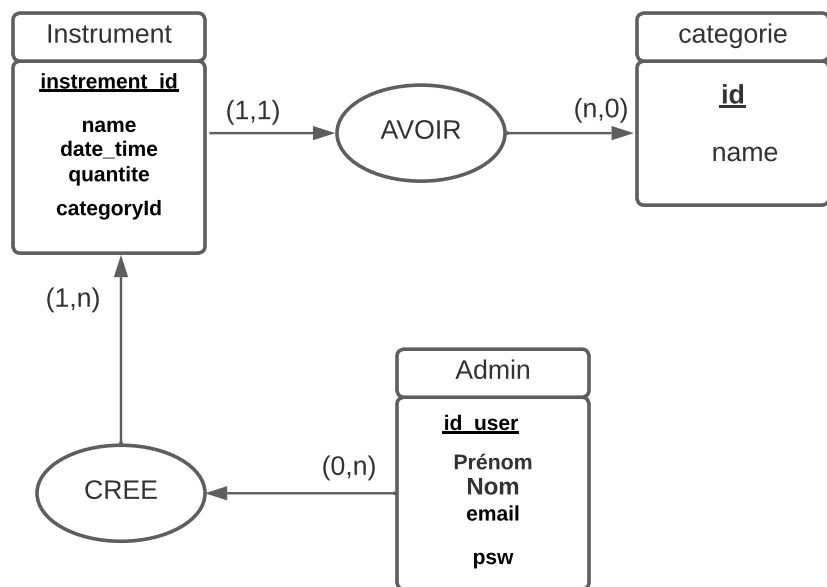 Instrument
instrement_id
name
date_time
quantite
categoryId
(1,1)
AVOIR
(n,0)
categorie
id
name
(1,n)
CREE
(0,n)
Admin
id_user
Prénom
Nom
email
psw